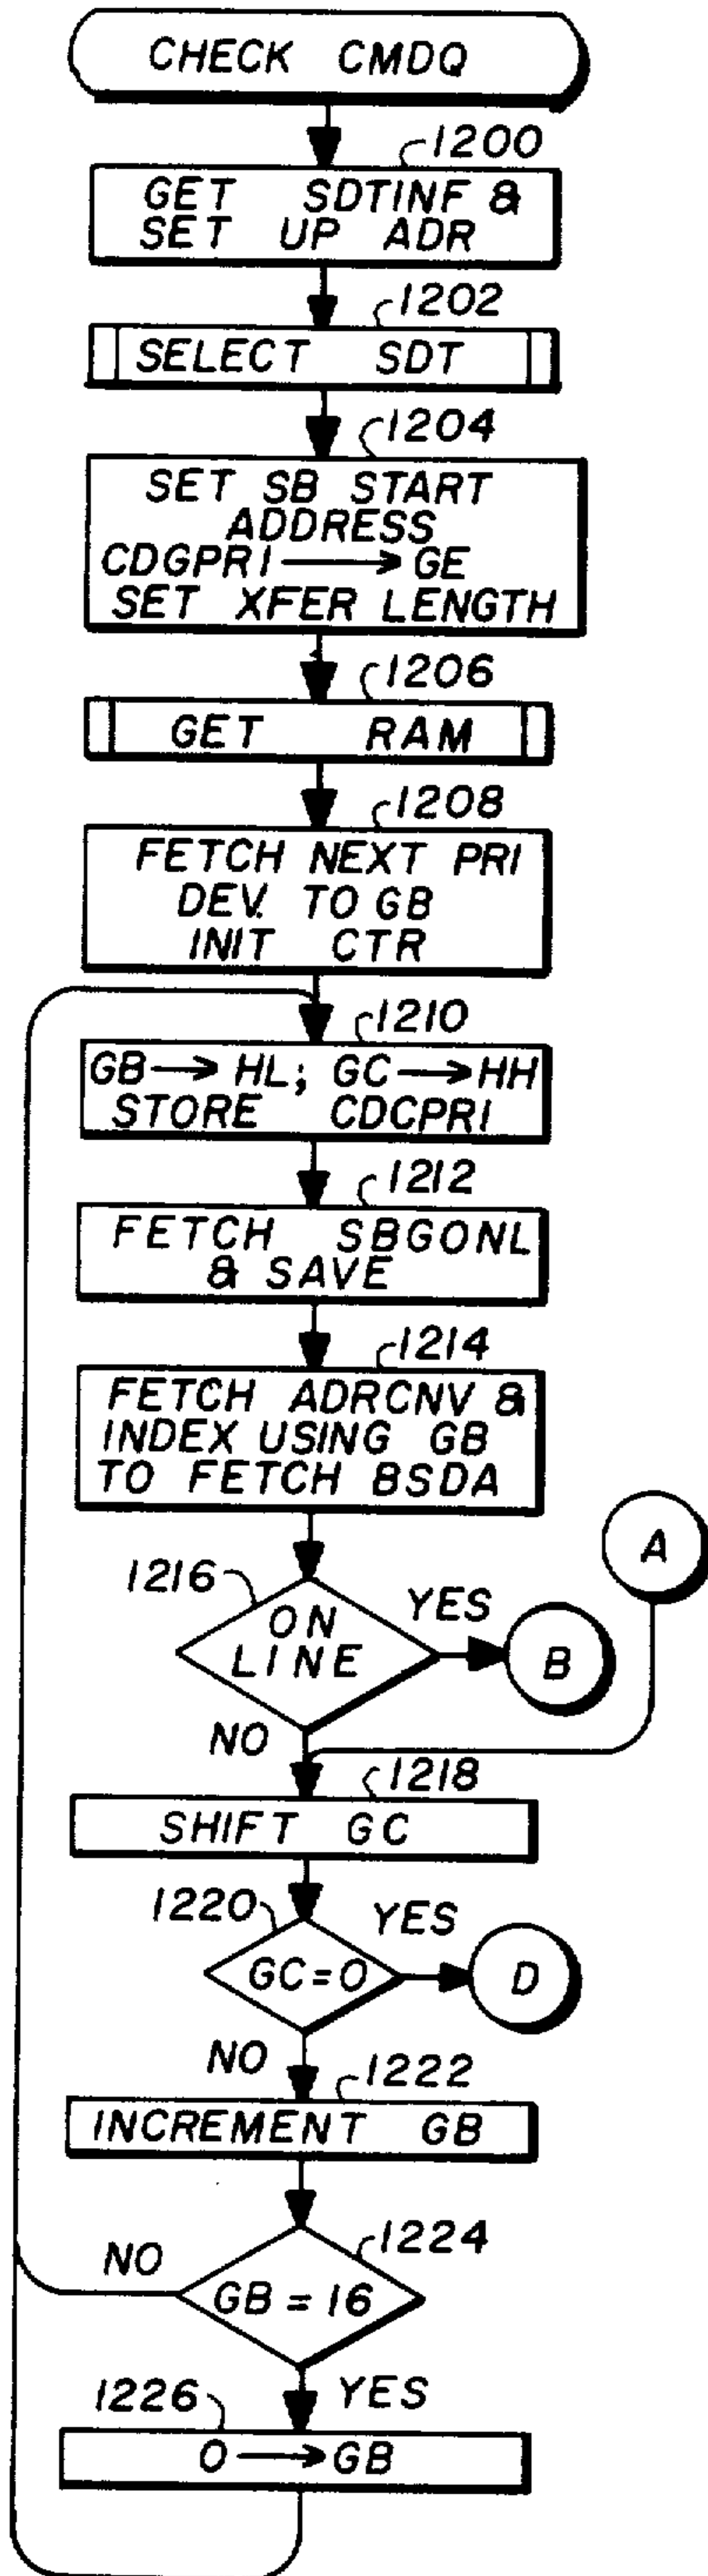 CHECK CMDQ
1200
GET SDTINF &
SET UP ADR
1202
SELECT SDT
1204
SET SB START
ADDRESS
CDGPRI → GE
SET XFER LENGTH
1206
GET RAM
1208
FETCH NEXT PRI
DEV. TO GB
INIT CTR
1210
GB → HL; GC → HH
STORE CDCPRI
1212
FETCH SBGONL
& SAVE
1214
FETCH ADRCNV &
INDEX USING GB
TO FETCH BSDA
A
1216
ON
LINE
YES
B
NO
1218
SHIFT GC
1220
GC=0
YES
D
NO
1222
INCREMENT GB
1224
NO
GB = 16
YES
1226
0 → GB